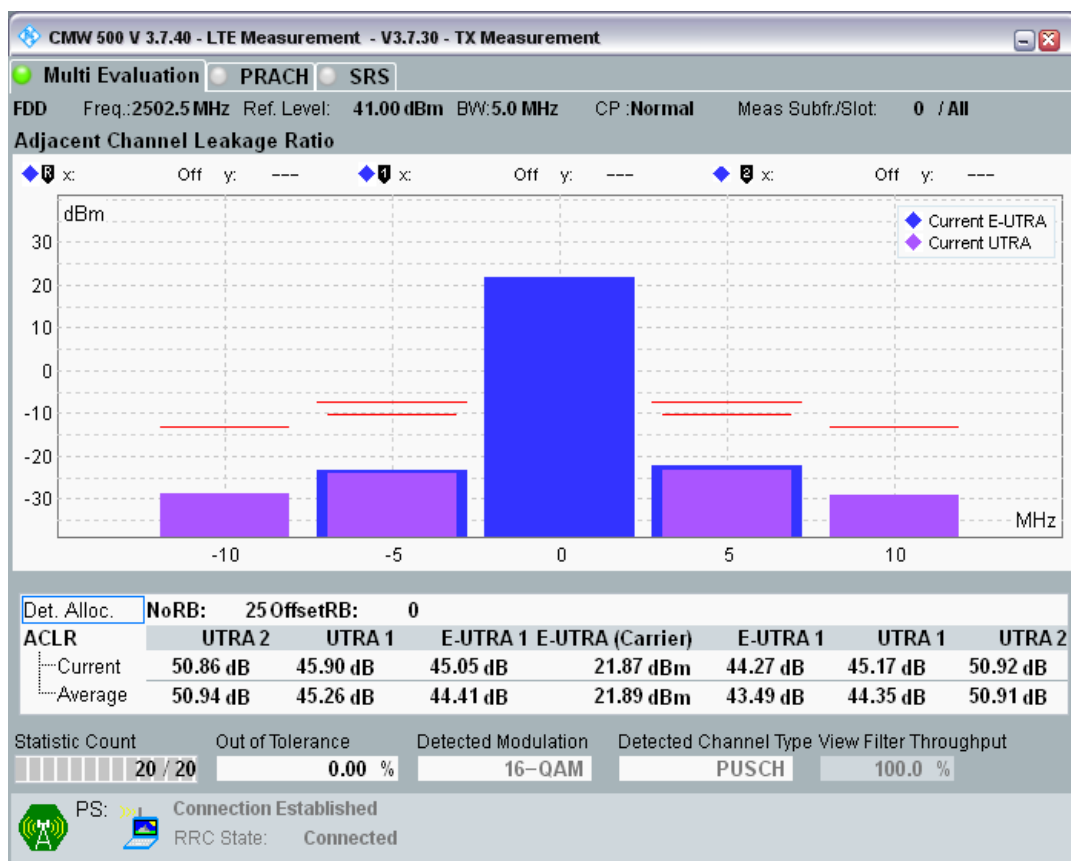 CMW 500 V 3.7.40 - LTE Measurement - V3.7.30 - TX Measurement
Multi Evaluation PRACH SRS
FDD Freq.:2502.5 MHz Ref. Level: 41.00 dBm BW:5.0 MHz CP :Normal Meas Subfr./Slot: 0 / All
Adjacent Channel Leakage Ratio
R x: Off y: --- 1 x: Off y: --- 2 x: Off y: ---
dBm
Current E-UTRA
Current UTRA
30
20
10
0
-10
-20
-30
MHz
-10 -5 0 5 10
Det. Alloc. NoRB: 25 OffsetRB: 0
ACLR UTRA 2 UTRA 1 E-UTRA 1 E-UTRA (Carrier) E-UTRA 1 UTRA 1 UTRA 2
Current 50.86 dB 45.90 dB 45.05 dB 21.87 dBm 44.27 dB 45.17 dB 50.92 dB
Average 50.94 dB 45.26 dB 44.41 dB 21.89 dBm 43.49 dB 44.35 dB 50.91 dB
Statistic Count Out of Tolerance Detected Modulation Detected Channel Type View Filter Throughput
20 / 20 0.00 % 16-QAM PUSCH 100.0 %
PS: Connection Established
RRC State: Connected